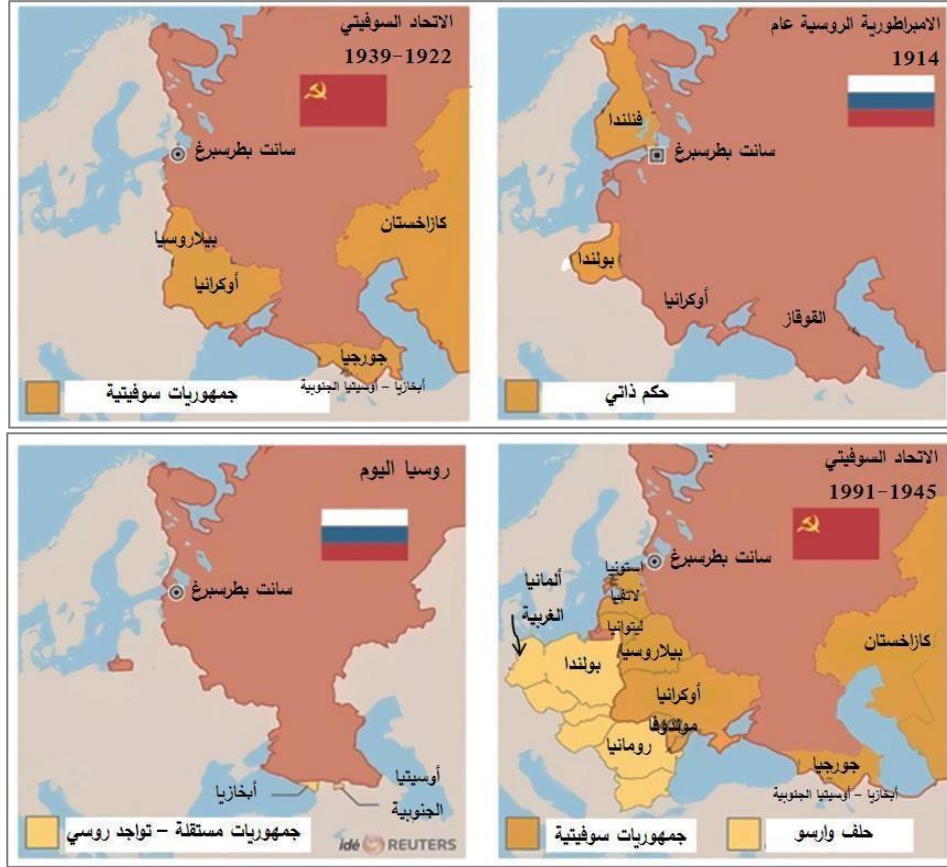 الامبراطورية الروسية عام
1914
فنلندا
سانت بطرسبرغ
بولندا
أوكرانيا
القوقاز
حكم ذاتي
الاتحاد السوفيتي
1939-1922
سانت بطرسبرغ
كازاخستان
بيلاروسيا
أوكرانيا
جورجيا
أبخازيا – أوسيتيا الجنوبية
جمهوريات سوفيتية
الاتحاد السوفيتي
1991-1945
سانت بطرسبرغ
استونيا
ألمانيا
الغربية
لاتفيا
ليتوانيا
كازاخستان
بيلاروسيا
بولندا
أوكرانيا
مولدوفا
رومانيا
جورجيا
أبخازيا – أوسيتيا الجنوبية
حلف وارسو
جمهوريات سوفيتية
روسيا اليوم
سانت بطرسبرغ
أوسيتيا
الجنوبية
أبخازيا
جمهوريات مستقلة – تواجد روسي
idé REUTERS